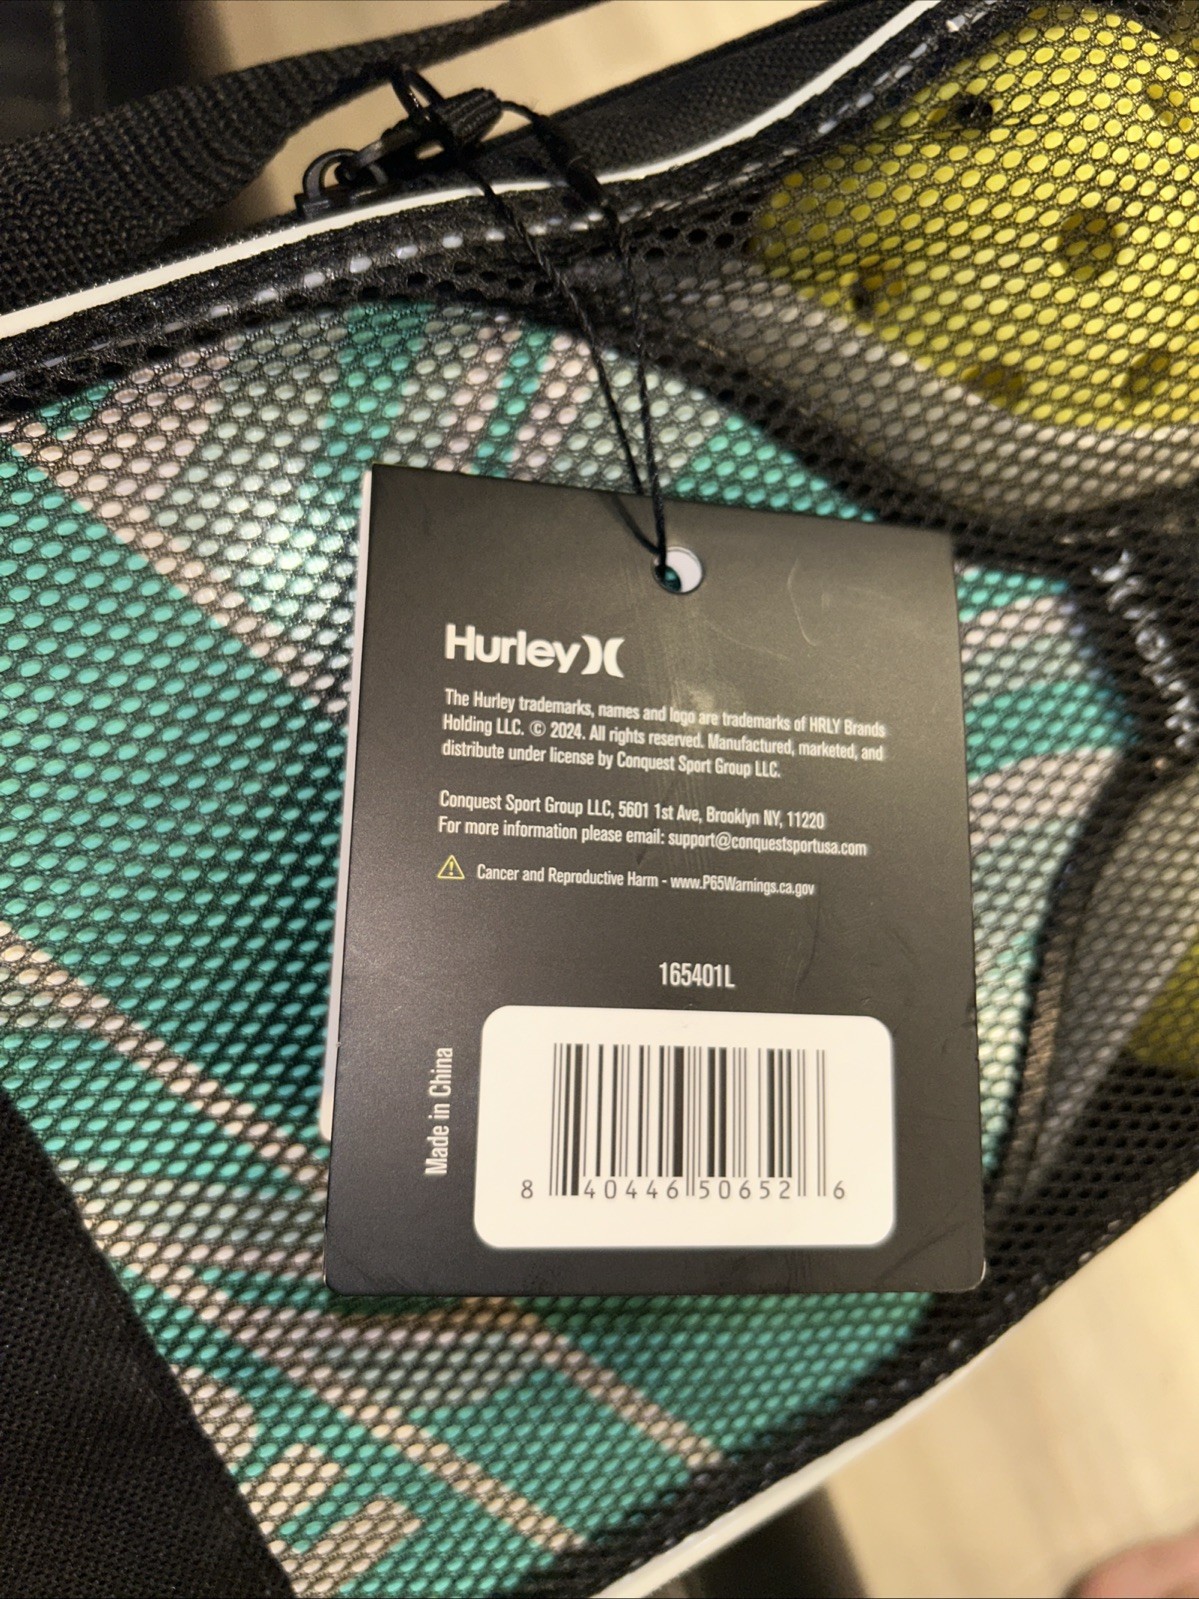 Hurley
The Hurley trademarks, names and logo are trademarks of HRLY Brands
Holding LLC. © 2024. All rights reserved. Manufactured, marketed, and
distribute under license by Conquest Sport Group LLC.
Conquest Sport Group LLC, 5601 1st Ave, Brooklyn NY, 11220
For more information please email: support@conquestsportusa.com
Cancer and Reproductive Harm - www.P65Warnings.ca.gov
165401L
Made in China
8 40446 50652 6